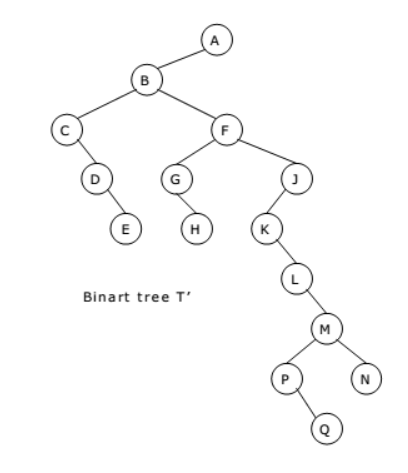 A
B
C F
D G J
E H K
L
Binart tree T’
M
P N
Q